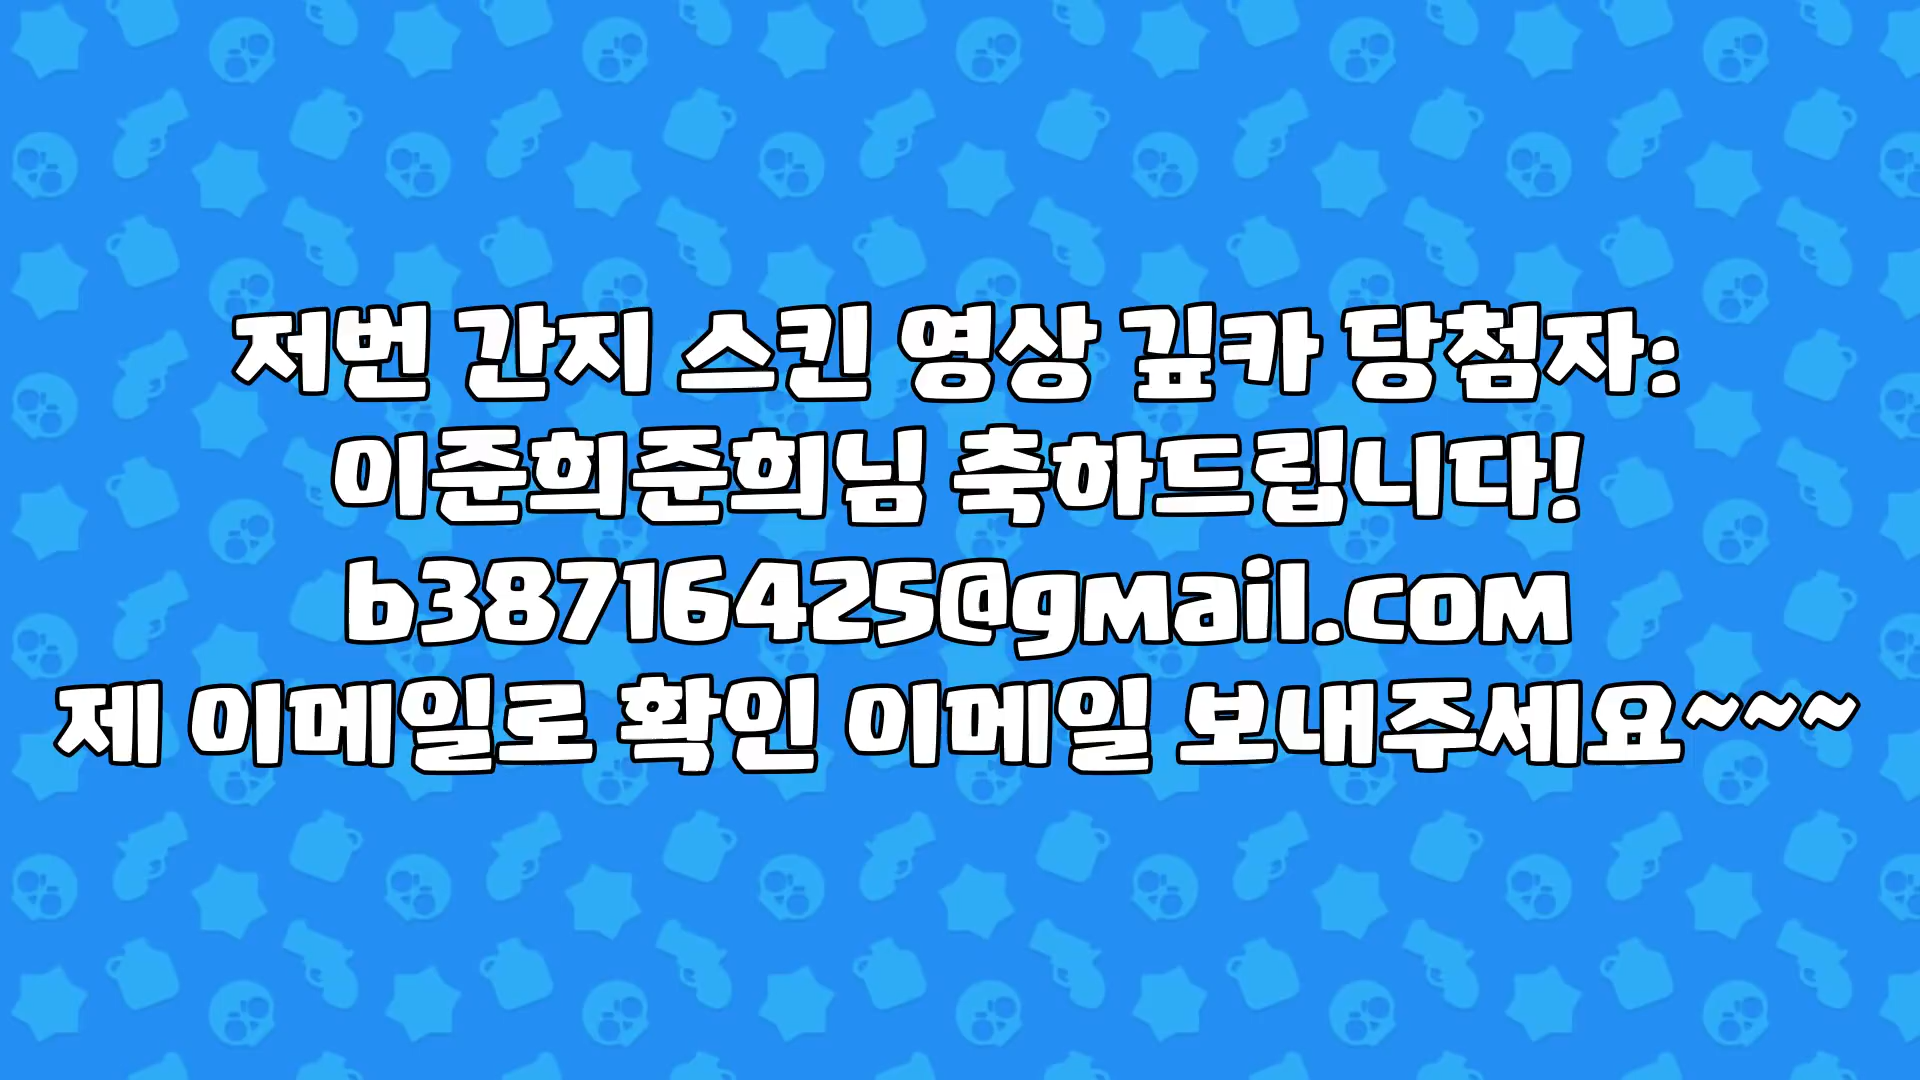 저번 간지 스킨 영상 깊카 당첨자:
이준희준희님 축하드립니다!
b38716425@gmail.com
제 이메일로 확인 이메일 보내주세요~~~